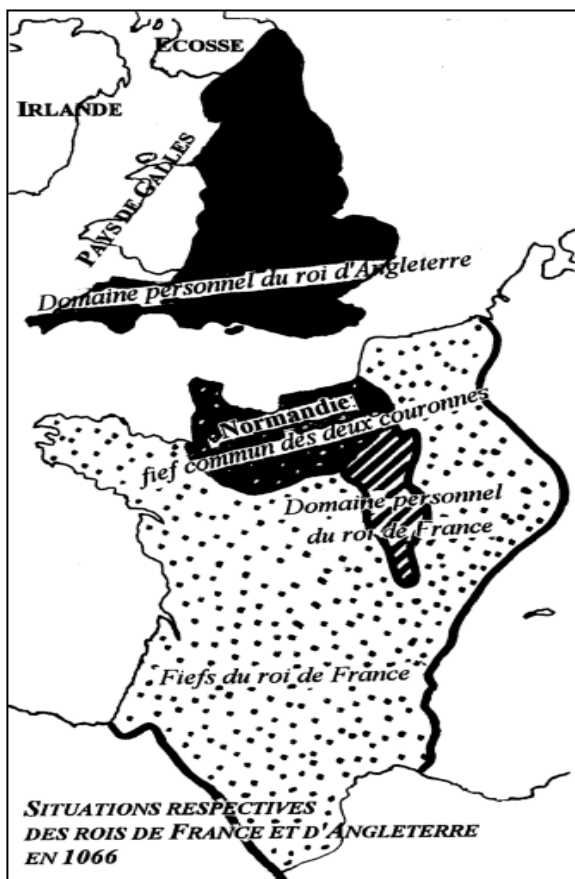 ECOSSE
IRLANDE
PAYS DE GALLES
Domaine personnel du roi d'Angleterre
Normandie:
fief commun des deux couronnes
Domaine personnel
du roi de France
Fiefs du roi de France
SITUATIONS RESPECTIVES
DES ROIS DE FRANCE ET D'ANGLETERRE
EN 1066